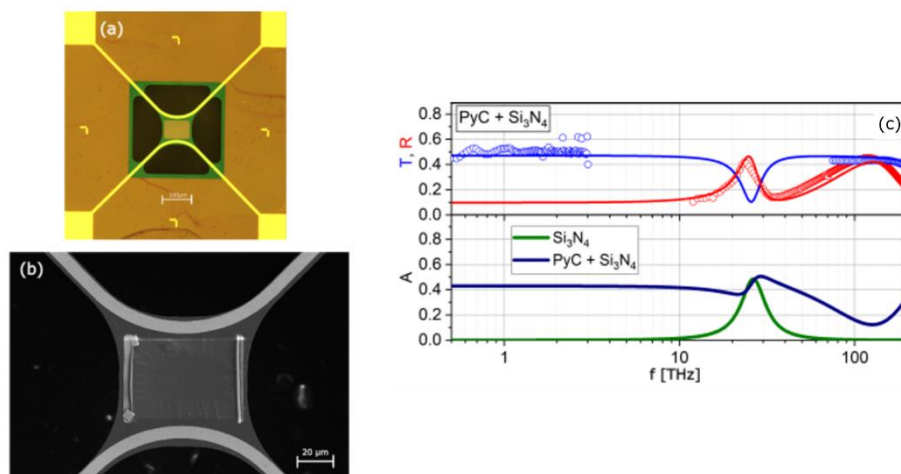 (a)
100μm
(b)
20 μm
(c)
PyC + Si₃N₄
T, R
0.8
0.6
0.4
0.2
0.0
Si₃N₄
PyC + Si₃N₄
A
0.8
0.6
0.4
0.2
0.0
1
10
100
f [THz]